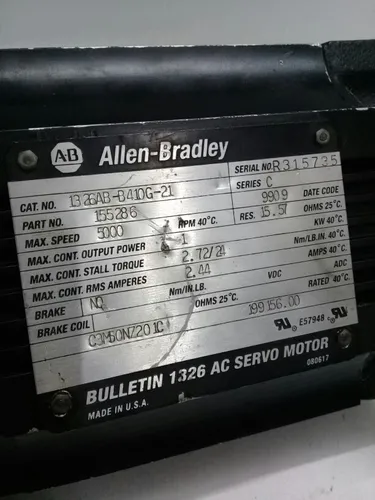 AB Allen-Bradley
SERIAL NO. R315735
CAT. NO. 1326AB-B410G-21 SERIES C
PART NO. 155286 9909 DATE CODE
MAX. SPEED 5000 RPM 40°C. RES. 15.57 OHMS 25°C.
MAX. CONT. OUTPUT POWER 1 KW 40°C.
MAX. CONT. STALL TORQUE 2.72/24 Nm/LB.IN. 40°C.
MAX. CONT. RMS AMPERES 2.44 AMPS 40°C.
BRAKE NO Nm/IN.LB. VDC ADC
BRAKE COIL OHMS 25°C. RATED 40°C.
199156.00
E57948
BULLETIN 1326 AC SERVO MOTOR
MADE IN U.S.A. 080617